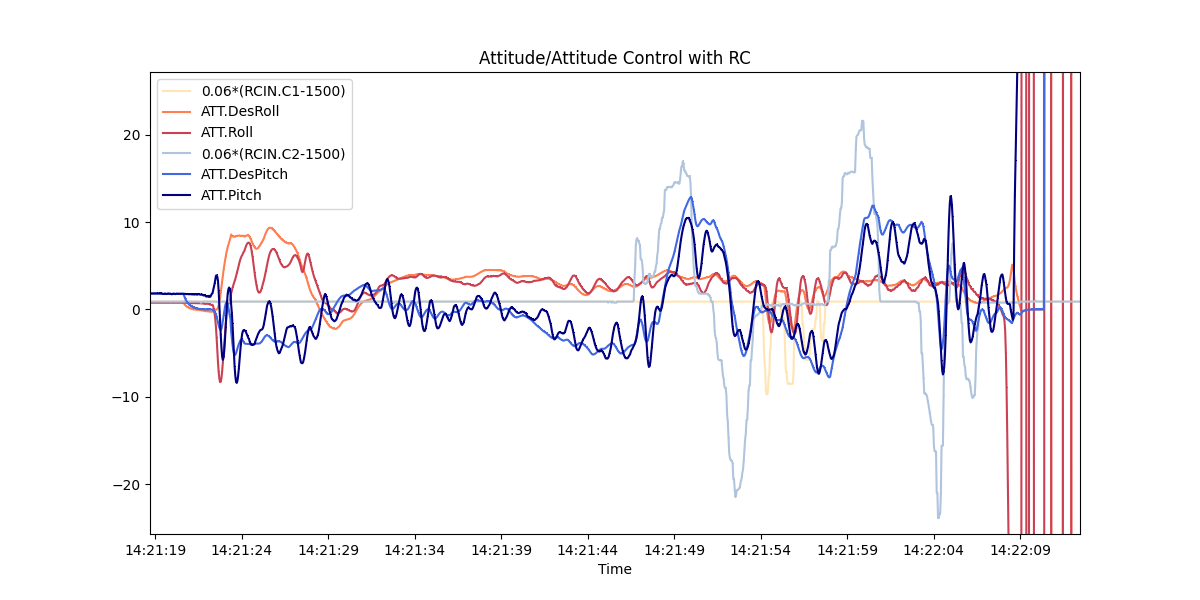 Attitude/Attitude Control with RC
0.06*(RCIN.C1-1500)
ATT.DesRoll
ATT.Roll
0.06*(RCIN.C2-1500)
ATT.DesPitch
ATT.Pitch
20
10
0
−10
−20
14:21:19 14:21:24 14:21:29 14:21:34 14:21:39 14:21:44 14:21:49 14:21:54 14:21:59 14:22:04 14:22:09
Time